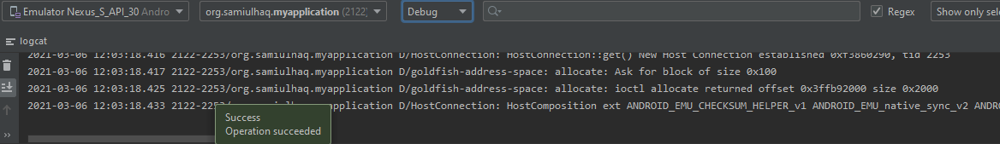 Emulator Nexus_S_API_30 Andro
org.samiulhaq.myapplication (2122)
Debug
Regex
Show only sel
logcat
2021-03-06 12:03:18.416 2122-2253/org.samiulhaq.myapplication D/HostConnection: HostConnection::get() New Host Connection established 0xf3860290, tid 2253
2021-03-06 12:03:18.417 2122-2253/org.samiulhaq.myapplication D/goldfish-address-space: allocate: Ask for block of size 0x100
2021-03-06 12:03:18.425 2122-2253/org.samiulhaq.myapplication D/goldfish-address-space: allocate: ioctl allocate returned offset 0x3ffb92000 size 0x2000
2021-03-06 12:03:18.433 2122-2253/org.samiulhaq.myapplication D/HostConnection: HostComposition ext ANDROID_EMU_CHECKSUM_HELPER_v1 ANDROID_EMU_native_sync_v2 ANDRO
Success
Operation succeeded